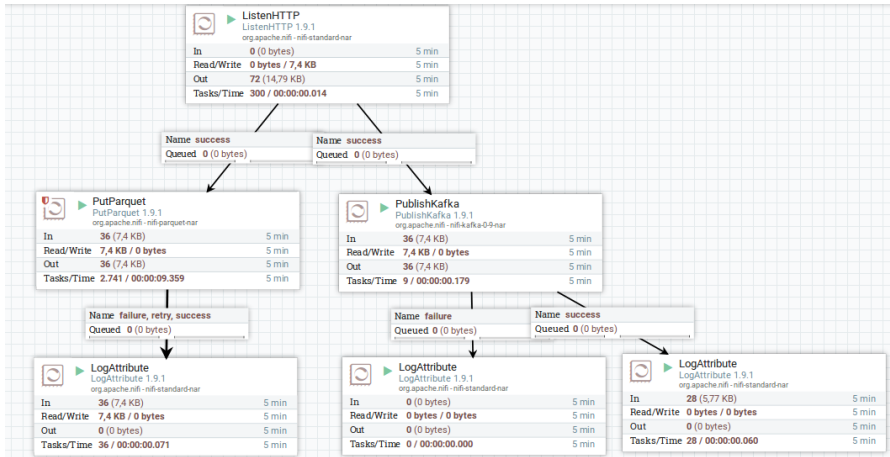 ListenHTTP
ListenHTTP 1.9.1
org.apache.nifi - nifi-standard-nar
In 0 (0 bytes) 5 min
Read/Write 0 bytes / 7,4 KB 5 min
Out 72 (14,79 KB) 5 min
Tasks/Time 300 / 00:00:00.014 5 min
Name success
Queued 0 (0 bytes)
Name success
Queued 0 (0 bytes)
PutParquet
PutParquet 1.9.1
org.apache.nifi - nifi-parquet-nar
In 36 (7,4 KB) 5 min
Read/Write 7,4 KB / 0 bytes 5 min
Out 36 (7,4 KB) 5 min
Tasks/Time 2.741 / 00:00:09.359 5 min
PublishKafka
PublishKafka 1.9.1
org.apache.nifi - nifi-kafka-0-9-nar
In 36 (7,4 KB) 5 min
Read/Write 7,4 KB / 0 bytes 5 min
Out 36 (7,4 KB) 5 min
Tasks/Time 9 / 00:00:00.179 5 min
Name failure, retry, success
Queued 0 (0 bytes)
Name failure
Queued 0 (0 bytes)
Name success
Queued 0 (0 bytes)
LogAttribute
LogAttribute 1.9.1
org.apache.nifi - nifi-standard-nar
In 36 (7,4 KB) 5 min
Read/Write 7,4 KB / 0 bytes 5 min
Out 0 (0 bytes) 5 min
Tasks/Time 36 / 00:00:00.071 5 min
LogAttribute
LogAttribute 1.9.1
org.apache.nifi - nifi-standard-nar
In 0 (0 bytes) 5 min
Read/Write 0 bytes / 0 bytes 5 min
Out 0 (0 bytes) 5 min
Tasks/Time 0 / 00:00:00.000 5 min
LogAttribute
LogAttribute 1.9.1
org.apache.nifi - nifi-standard-nar
In 28 (5,77 KB) 5 min
Read/Write 0 bytes / 0 bytes 5 min
Out 0 (0 bytes) 5 min
Tasks/Time 28 / 00:00:00.060 5 min